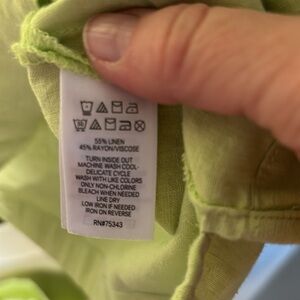 55% LINEN
45% RAYON/VISCOSE
TURN INSIDE OUT
MACHINE WASH COOL-
DELICATE CYCLE
WASH WITH LIKE COLORS
ONLY NON-CHLORINE
BLEACH WHEN NEEDED
LINE DRY
LOW IRON IF NEEDED
IRON ON REVERSE
RN#75343